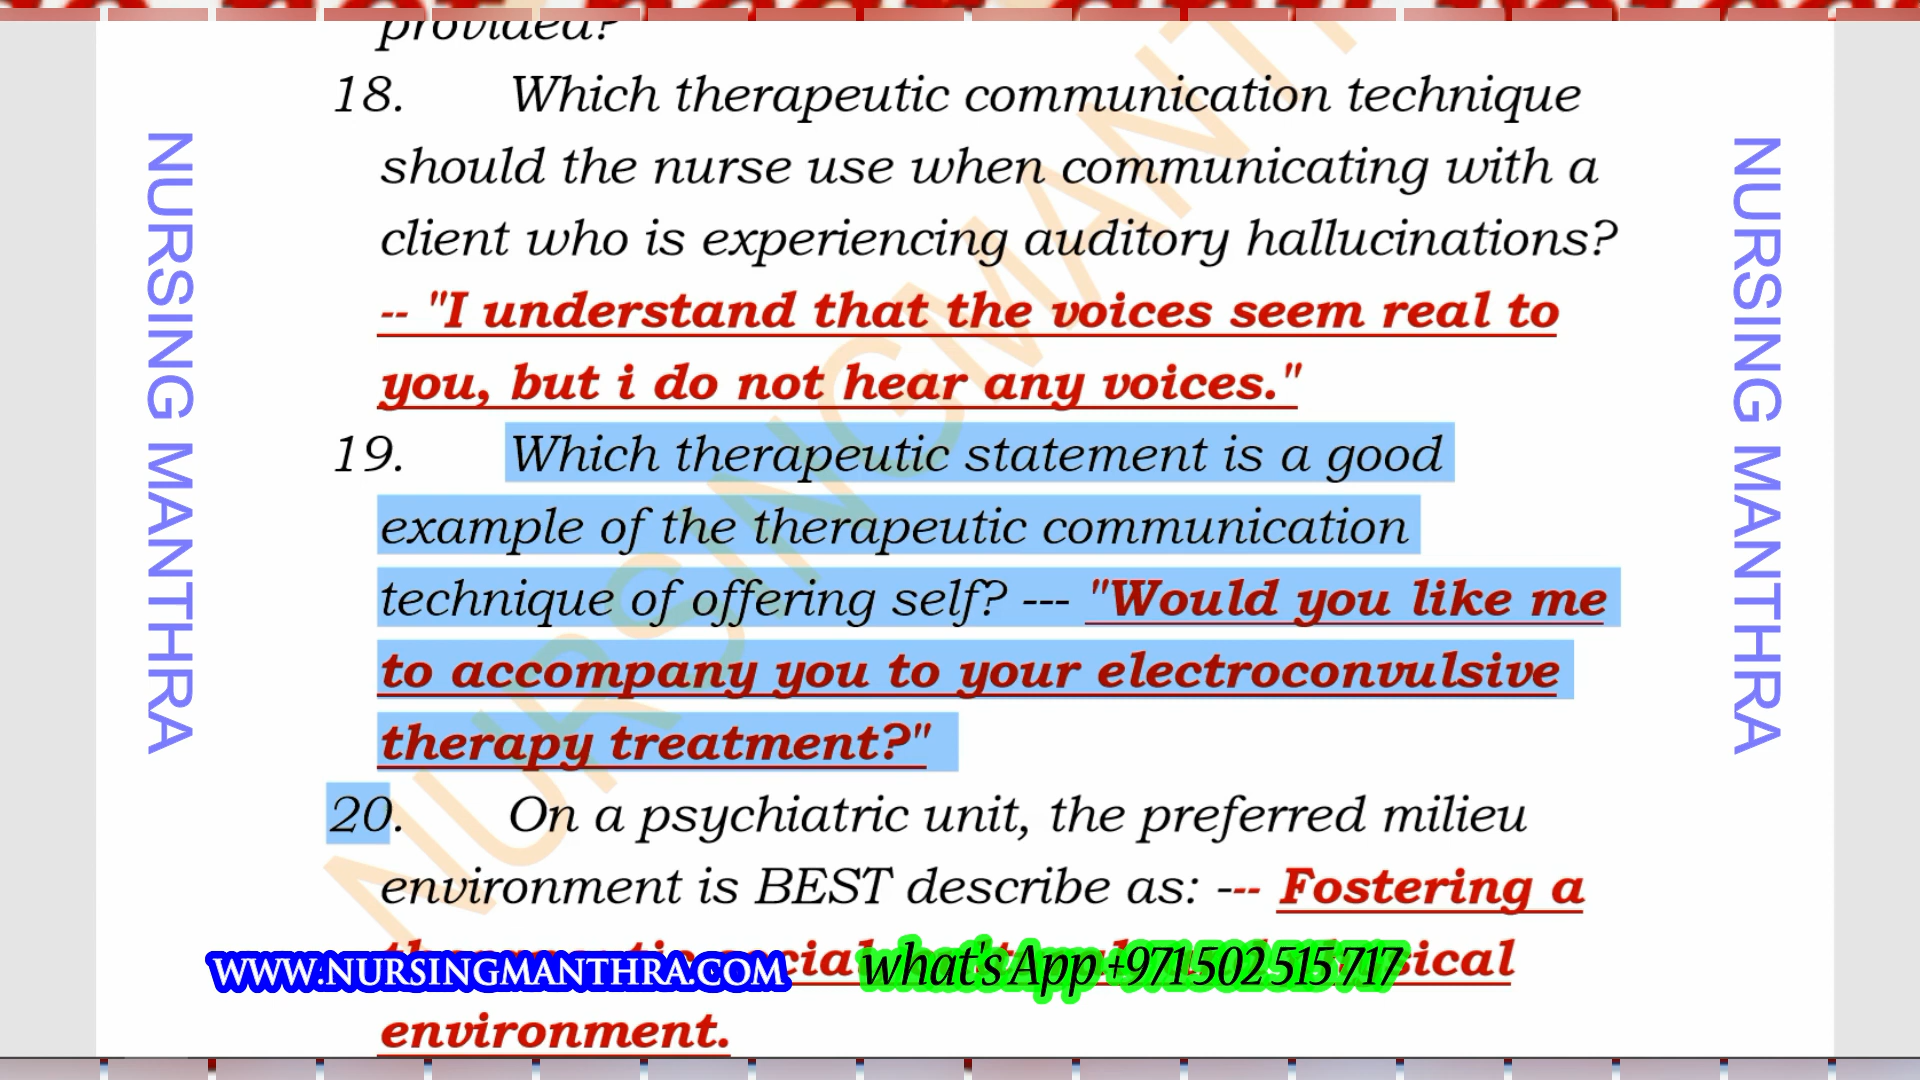 provided?
18. Which therapeutic communication technique
should the nurse use when communicating with a
client who is experiencing auditory hallucinations?
-- "I understand that the voices seem real to
you, but i do not hear any voices."
19. Which therapeutic statement is a good
example of the therapeutic communication
technique of offering self? --- "Would you like me
to accompany you to your electroconvulsive
therapy treatment?"
20. On a psychiatric unit, the preferred milieu
environment is BEST describe as: --- Fostering a
WWW.NURSINGMANTHRA.COM what's App +971502515717
environment.
NURSING MANTHRA
NURSING MANTHRA